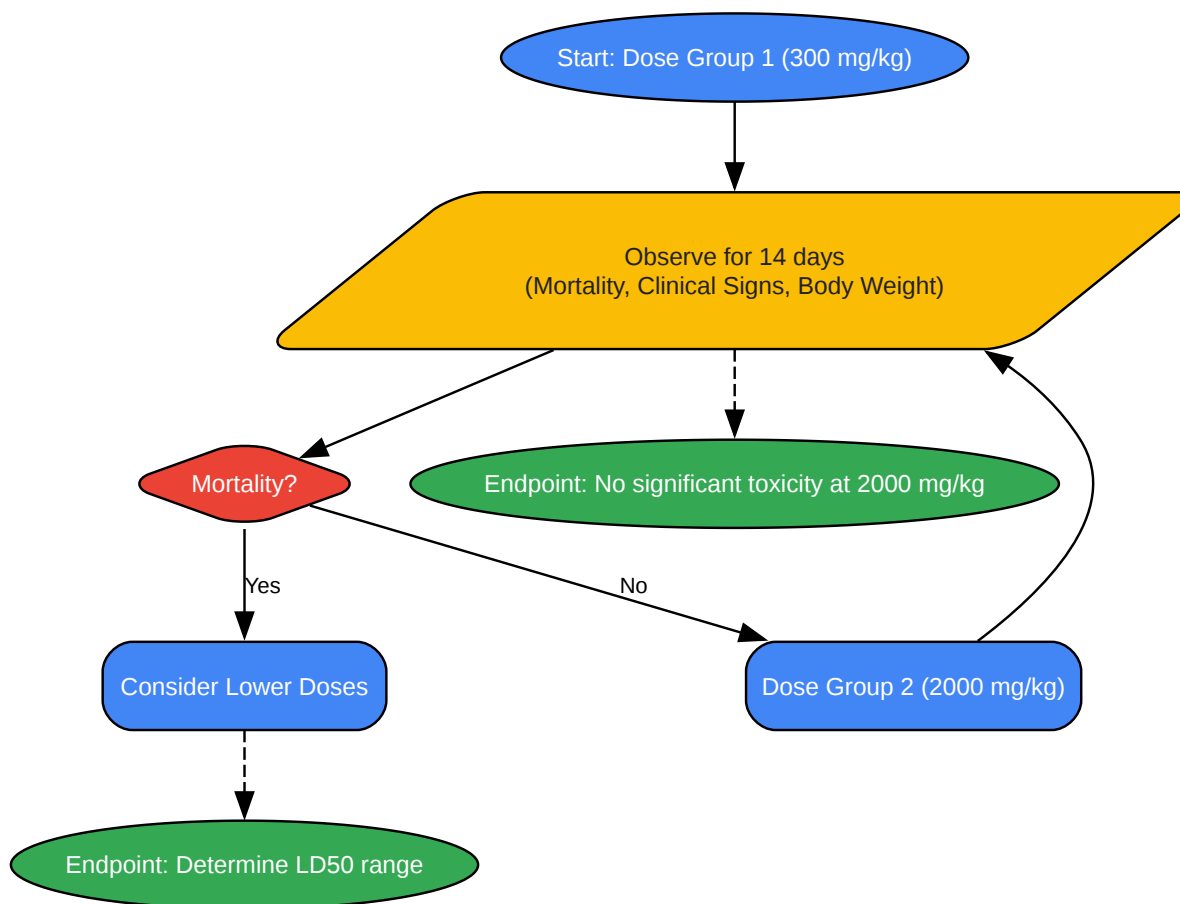 Start: Dose Group 1 (300 mg/kg)
Observe for 14 days
(Mortality, Clinical Signs, Body Weight)
Mortality?
Endpoint: No significant toxicity at 2000 mg/kg
Yes
No
Consider Lower Doses
Dose Group 2 (2000 mg/kg)
Endpoint: Determine LD50 range